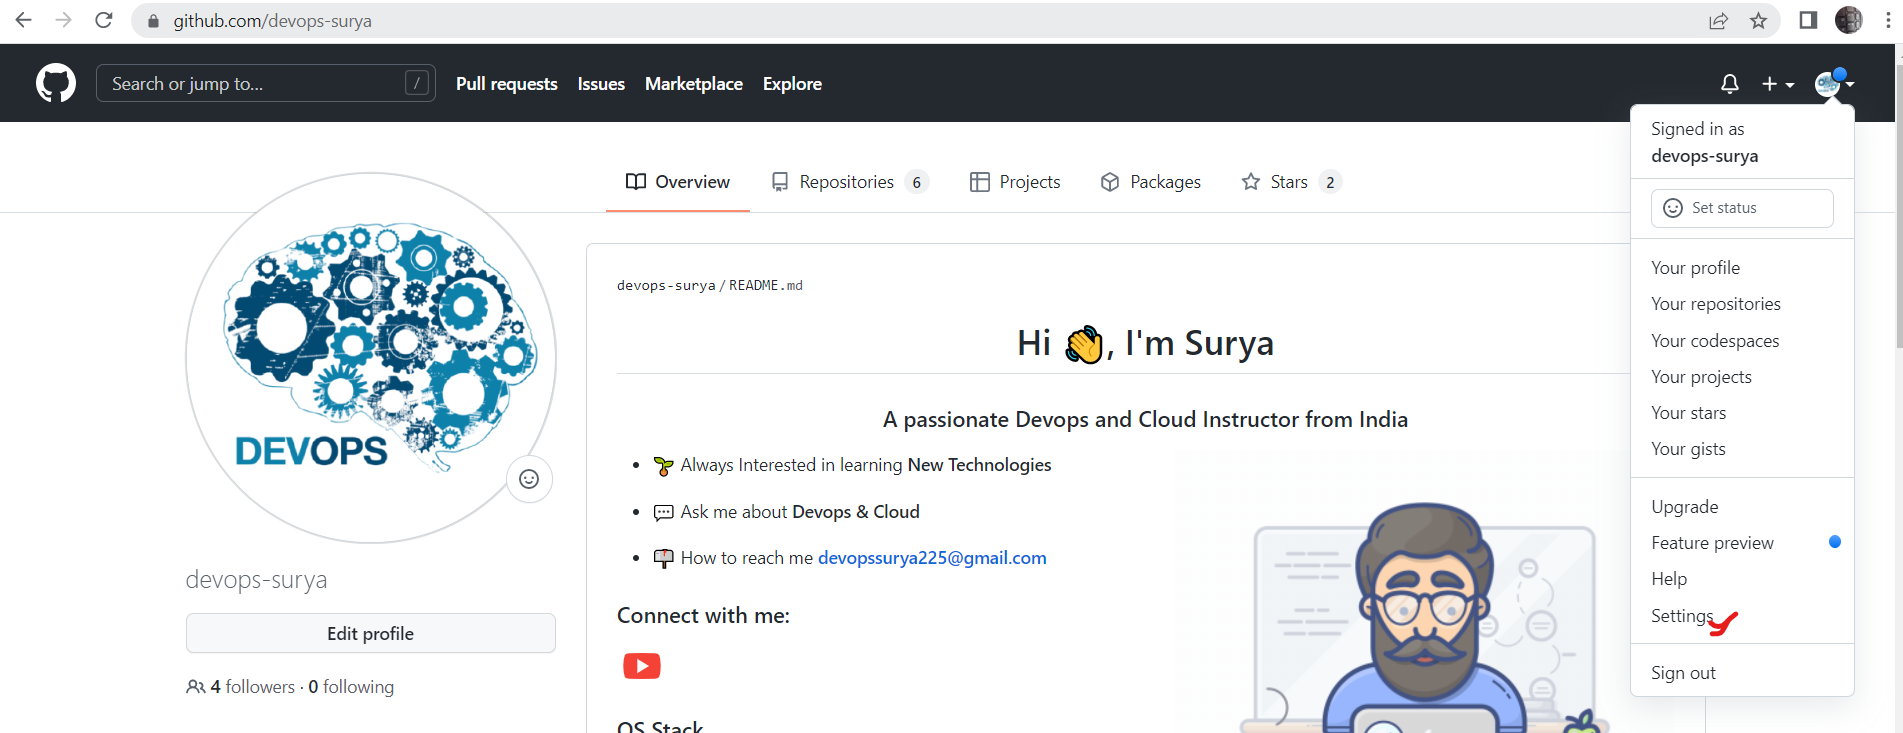 github.com/devops-surya
Search or jump to... /
Pull requests Issues Marketplace Explore
Signed in as
devops-surya
Overview Repositories 6 Projects Packages Stars 2
Set status
Your profile
Your repositories
Your codespaces
Your projects
Your stars
Your gists
Upgrade
Feature preview
Help
Settings
Sign out
DEVOPS
devops-surya
Edit profile
4 followers · 0 following
devops-surya / README.md
Hi 👋, I'm Surya
A passionate Devops and Cloud Instructor from India
• 🌱 Always Interested in learning New Technologies
• 💬 Ask me about Devops & Cloud
• 📫 How to reach me devopssurya225@gmail.com
Connect with me:
OS Stack